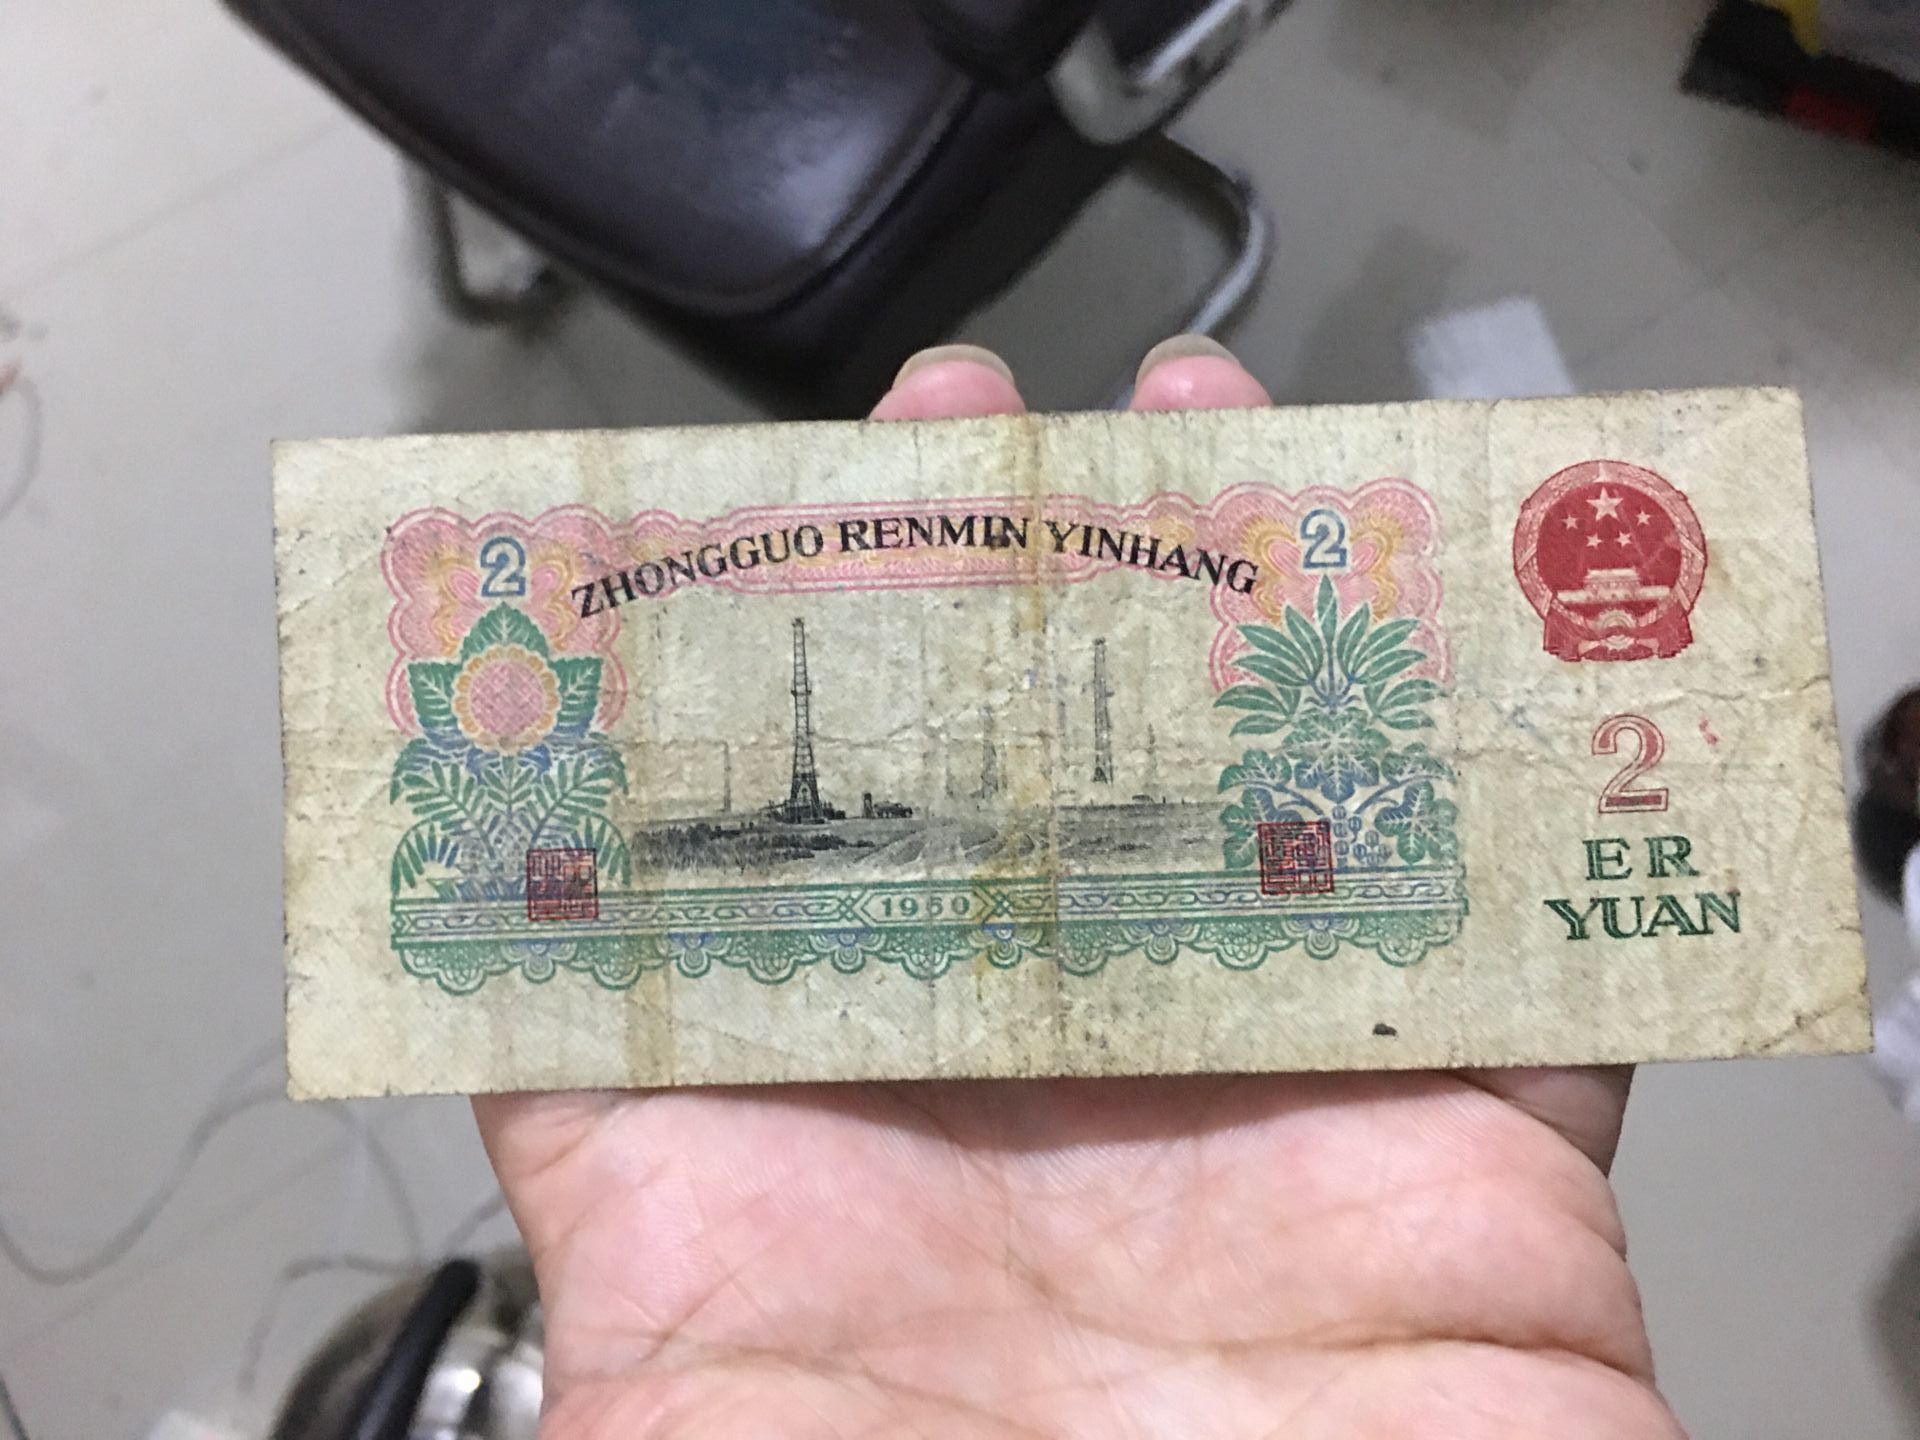 ZHONGGUO RENMIN YINHANG
2
2
2
ER
YUAN
1960